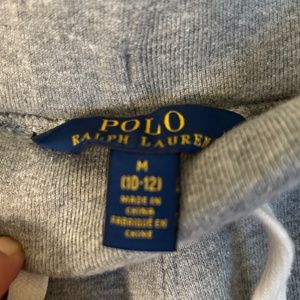 POLO
RALPH LAUREN
M
(10-12)
MADE IN
CHINA
FABRIQUÉ EN
CHINE